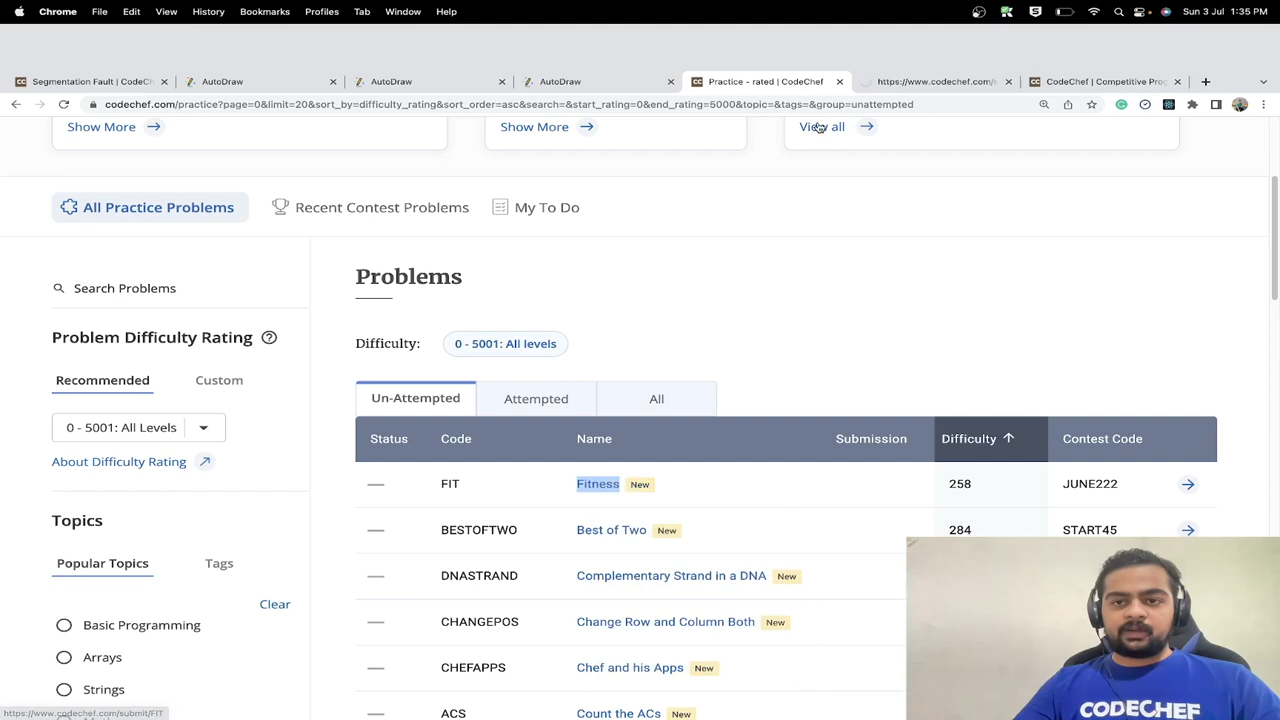 Chrome File Edit View History Bookmarks Profiles Tab Window Help Sun 3 Jul 1:35 PM
Segmentation Fault | CodeCh × AutoDraw × AutoDraw × AutoDraw × Practice - rated | CodeChef × https://www.codechef.com/s × CodeChef | Competitive Prog ×
codechef.com/practice?page=0&limit=20&sort_by=difficulty_rating&sort_order=asc&search=&start_rating=0&end_rating=5000&topic=&tags=&group=unattempted
Show More → Show More → View all →
All Practice Problems Recent Contest Problems My To Do
Problems
Search Problems
Problem Difficulty Rating
Difficulty: 0 - 5001: All levels
Recommended Custom
Un-Attempted Attempted All
0 - 5001: All Levels
Status Code Name Submission Difficulty ↑ Contest Code
About Difficulty Rating
— FIT Fitness New 258 JUNE222 →
Topics
— BESTOFTWO Best of Two New 284 START45 →
Popular Topics Tags
— DNASTRAND Complementary Strand in a DNA New
Clear
— CHANGEPOS Change Row and Column Both New
Basic Programming
Arrays
— CHEFAPPS Chef and his Apps New
Strings
ACS Count the ACs New
https://www.codechef.com/submit/FIT
CODECHEF